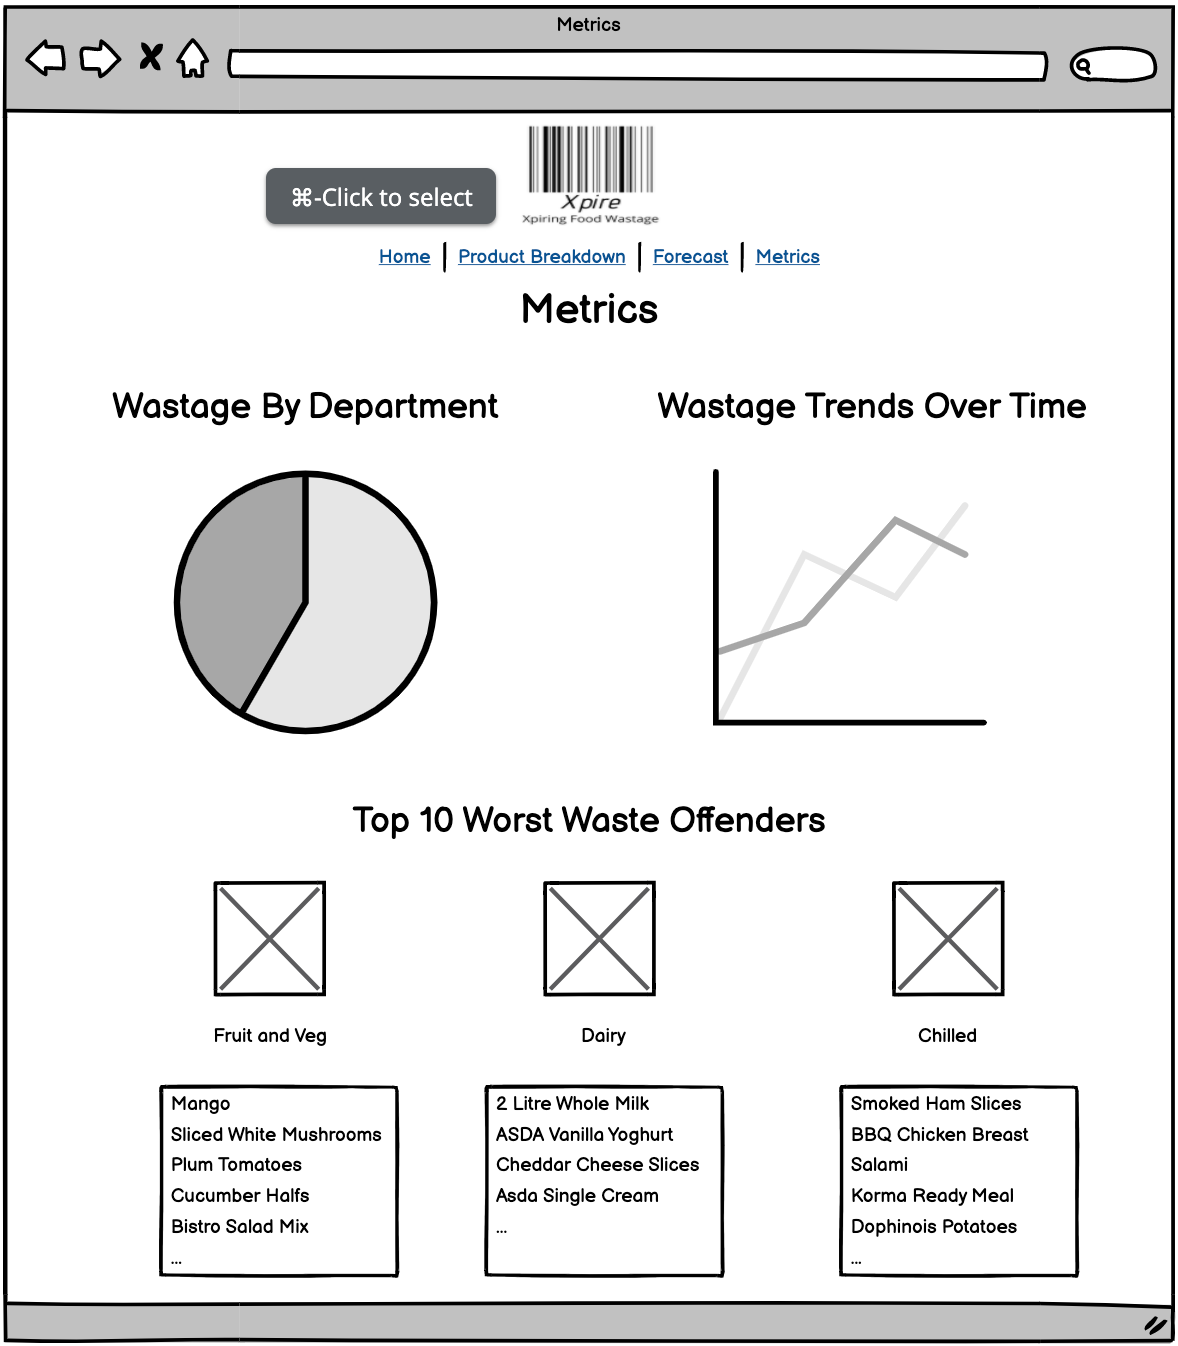 Metrics
⌘-Click to select
Xpire
Xpiring Food Wastage
Home | Product Breakdown | Forecast | Metrics
Metrics
Wastage By Department
Wastage Trends Over Time
Top 10 Worst Waste Offenders
Fruit and Veg
Dairy
Chilled
Mango
Sliced White Mushrooms
Plum Tomatoes
Cucumber Halfs
Bistro Salad Mix
...
2 Litre Whole Milk
ASDA Vanilla Yoghurt
Cheddar Cheese Slices
Asda Single Cream
...
Smoked Ham Slices
BBQ Chicken Breast
Salami
Korma Ready Meal
Dophinois Potatoes
...